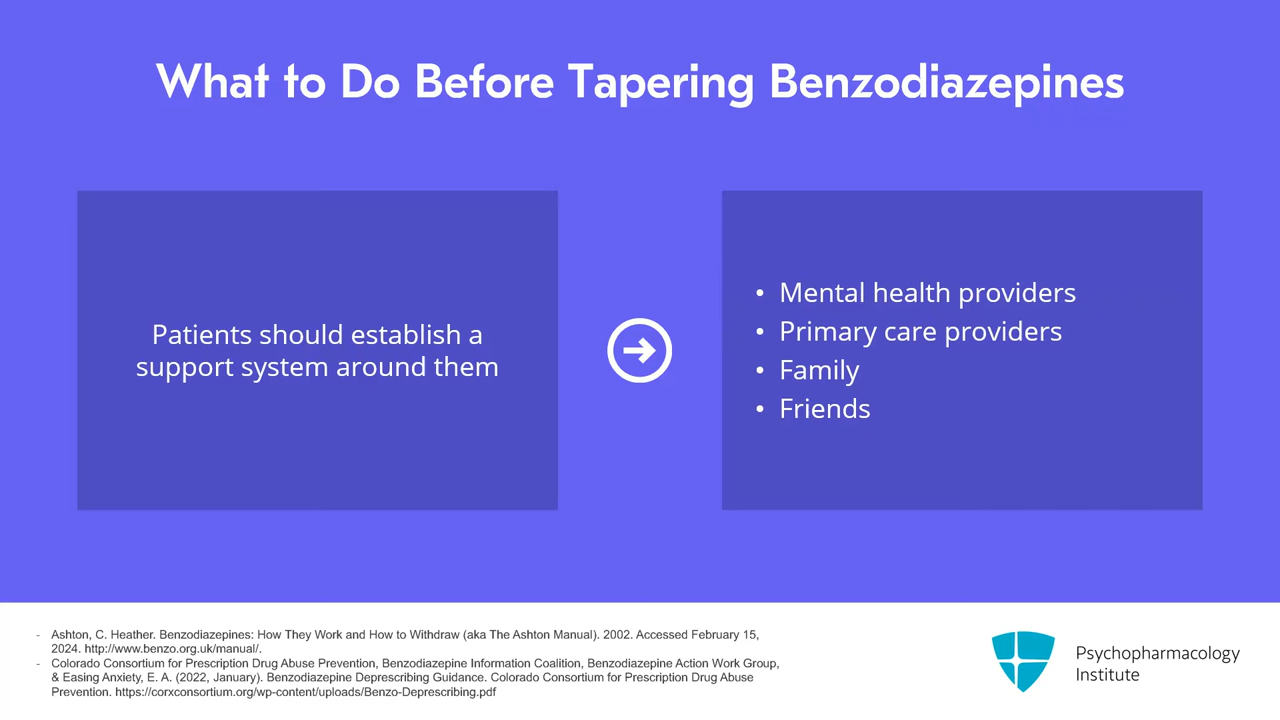 What to Do Before Tapering Benzodiazepines
Patients should establish a
support system around them
• Mental health providers
• Primary care providers
• Family
• Friends
- Ashton, C. Heather. Benzodiazepines: How They Work and How to Withdraw (aka The Ashton Manual). 2002. Accessed February 15,
2024. http://www.benzo.org.uk/manual/.
- Colorado Consortium for Prescription Drug Abuse Prevention, Benzodiazepine Information Coalition, Benzodiazepine Action Work Group,
& Easing Anxiety, E. A. (2022, January). Benzodiazepine Deprescribing Guidance. Colorado Consortium for Prescription Drug Abuse
Prevention. https://corxconsortium.org/wp-content/uploads/Benzo-Deprescribing.pdf
Psychopharmacology
Institute